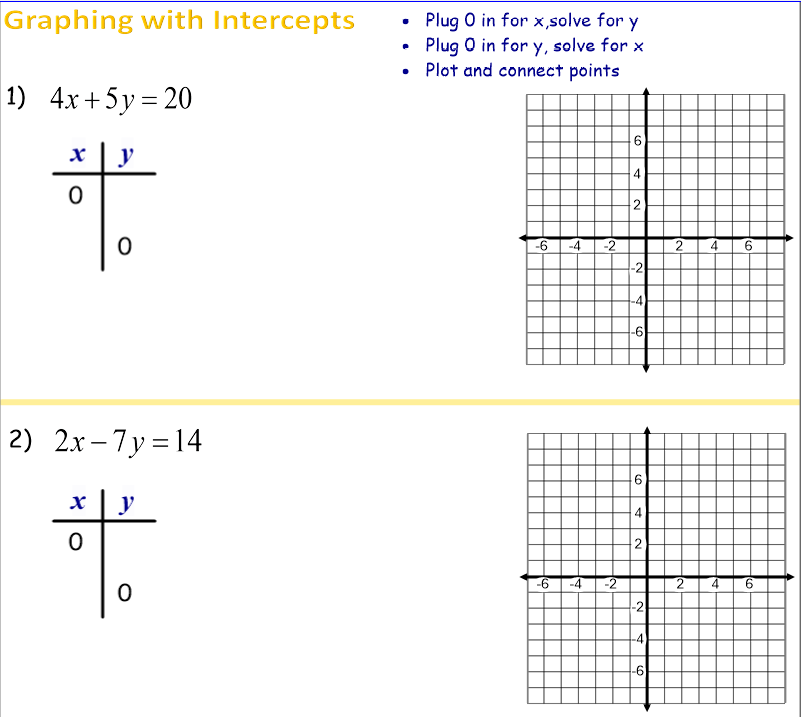 Graphing with Intercepts
• Plug 0 in for x,solve for y
• Plug 0 in for y, solve for x
• Plot and connect points
1) 4x + 5y = 20
x y
0
0
6
4
2
-6 -4 -2 2 4 6
-2
-4
-6
2) 2x – 7y = 14
x y
0
0
6
4
2
-6 -4 -2 2 4 6
-2
-4
-6